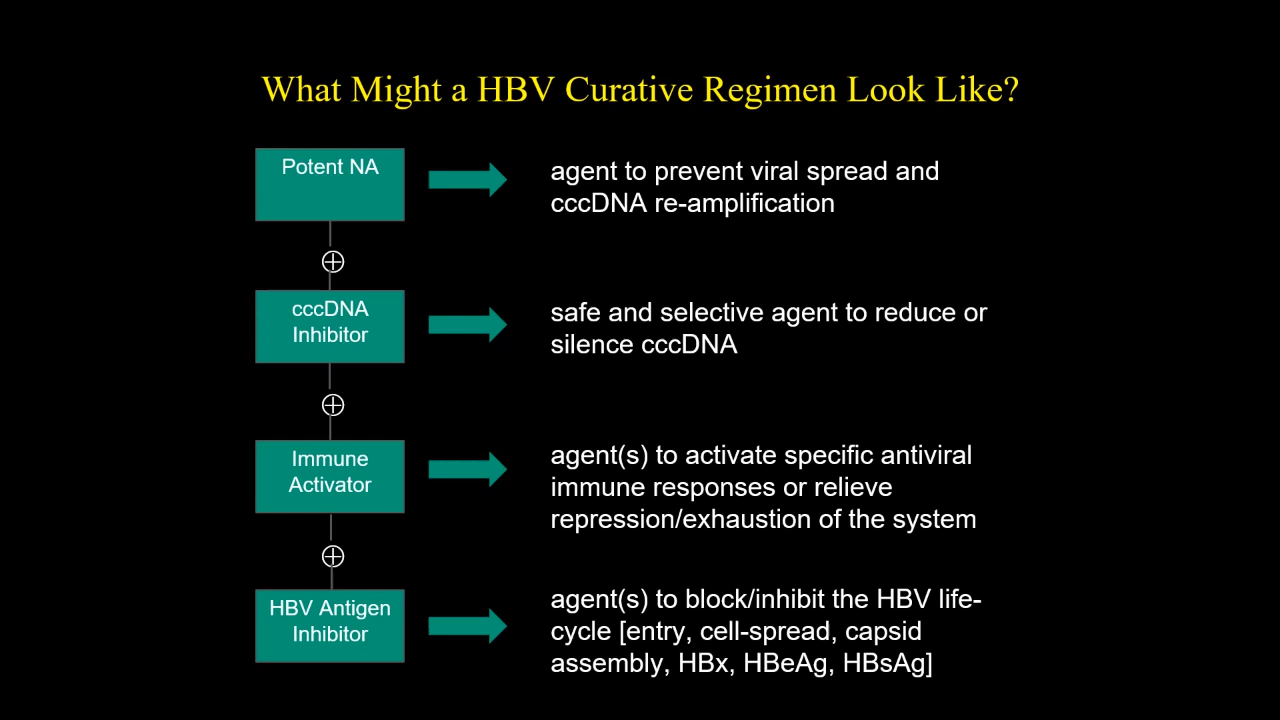 What Might a HBV Curative Regimen Look Like?
Potent NA
agent to prevent viral spread and
cccDNA re-amplification
cccDNA
Inhibitor
safe and selective agent to reduce or
silence cccDNA
Immune
Activator
agent(s) to activate specific antiviral
immune responses or relieve
repression/exhaustion of the system
HBV Antigen
Inhibitor
agent(s) to block/inhibit the HBV life-
cycle [entry, cell-spread, capsid
assembly, HBx, HBeAg, HBsAg]